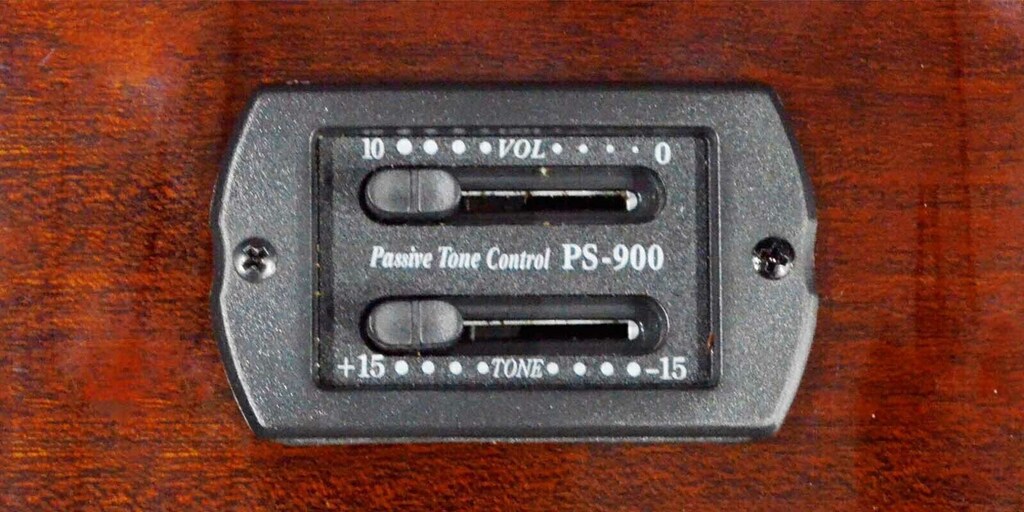 10 VOL 0
Passive Tone Control PS-900
+15 TONE -15